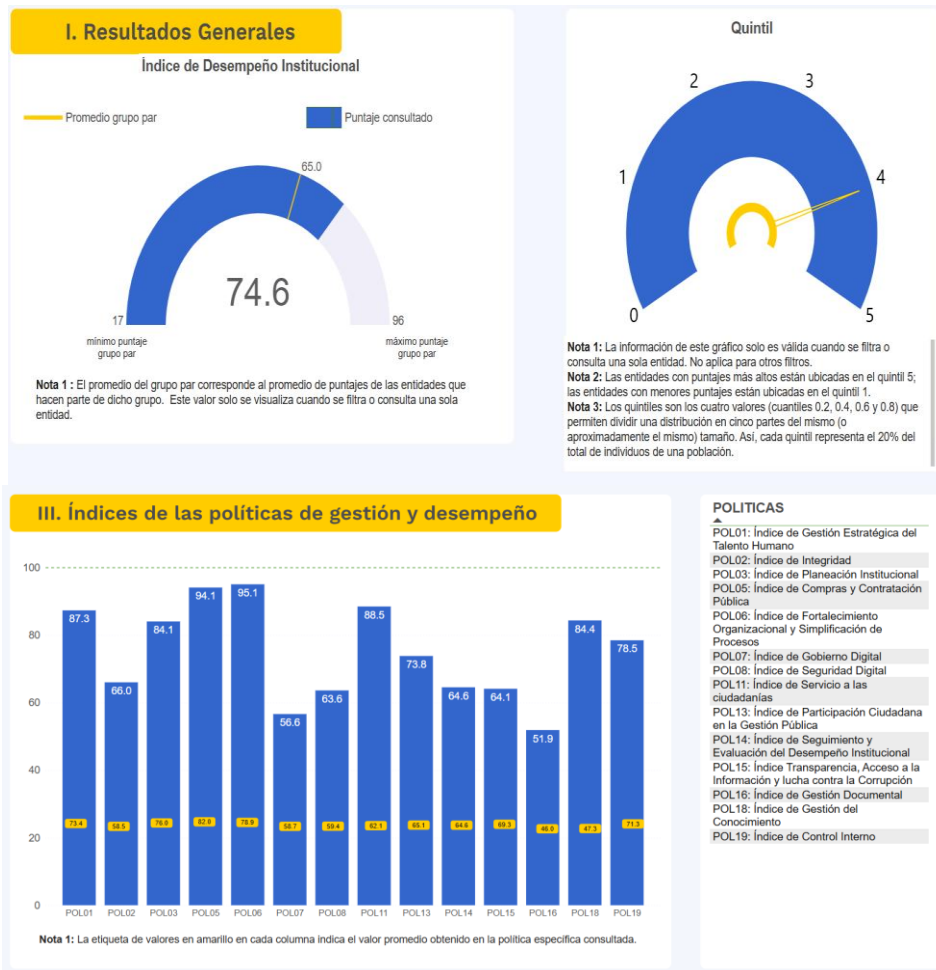 I. Resultados Generales
Índice de Desempeño Institucional
Promedio grupo par
Puntaje consultado
65.0
74.6
17
96
mínimo puntaje
grupo par
máximo puntaje
grupo par
Nota 1 : El promedio del grupo par corresponde al promedio de puntajes de las entidades que
hacen parte de dicho grupo. Este valor solo se visualiza cuando se filtra o consulta una sola
entidad.
Quintil
2
3
1
4
0
5
Nota 1: La información de este gráfico solo es válida cuando se filtra o
consulta una sola entidad. No aplica para otros filtros.
Nota 2: Las entidades con puntajes más altos están ubicadas en el quintil 5;
las entidades con menores puntajes están ubicadas en el quintil 1.
Nota 3: Los quintiles son los cuatro valores (cuantiles 0.2, 0.4, 0.6 y 0.8) que
permiten dividir una distribución en cinco partes del mismo (o
aproximadamente el mismo) tamaño. Así, cada quintil representa el 20% del
total de individuos de una población.
III. Índices de las políticas de gestión y desempeño
100
80
60
40
20
0
87.3
66.0
84.1
94.1
95.1
56.6
63.6
88.5
73.8
64.6
64.1
51.9
84.4
78.5
73.4
58.5
76.0
82.0
78.9
58.7
59.4
62.1
65.1
64.6
69.3
46.0
47.3
71.3
POL01 POL02 POL03 POL05 POL06 POL07 POL08 POL11 POL13 POL14 POL15 POL16 POL18 POL19
Nota 1: La etiqueta de valores en amarillo en cada columna indica el valor promedio obtenido en la política especifica consultada.
POLITICAS
POL01: Índice de Gestión Estratégica del
Talento Humano
POL02: Índice de Integridad
POL03: Índice de Planeación Institucional
POL05: Índice de Compras y Contratación
Pública
POL06: Índice de Fortalecimiento
Organizacional y Simplificación de
Procesos
POL07: Índice de Gobierno Digital
POL08: Índice de Seguridad Digital
POL11: Índice de Servicio a las
ciudadanías
POL13: Índice de Participación Ciudadana
en la Gestión Pública
POL14: Índice de Seguimiento y
Evaluación del Desempeño Institucional
POL15: Índice Transparencia, Acceso a la
Información y lucha contra la Corrupción
POL16: Índice de Gestión Documental
POL18: Índice de Gestión del
Conocimiento
POL19: Índice de Control Interno